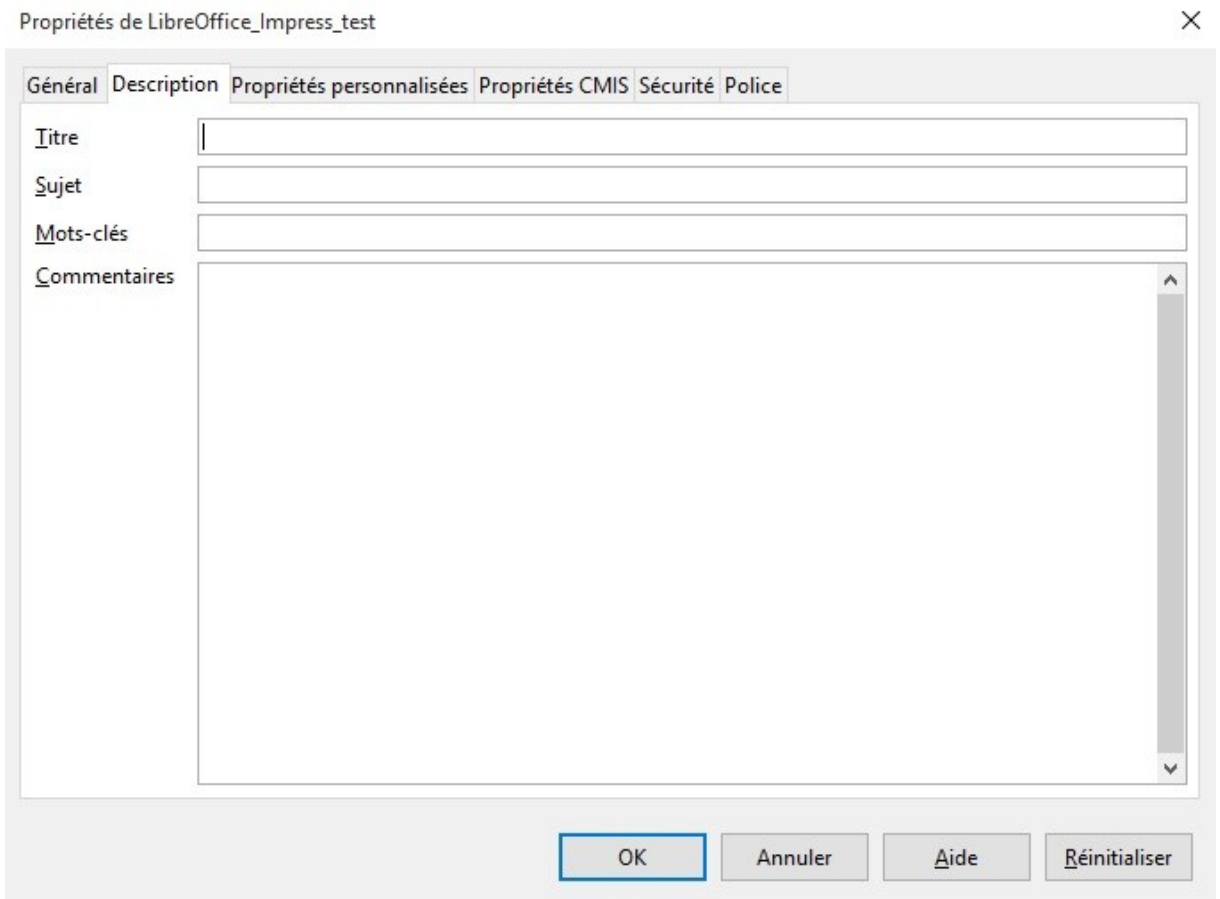 Propriétés de LibreOffice_Impress_test
Général Description Propriétés personnalisées Propriétés CMIS Sécurité Police
Titre
Sujet
Mots-clés
Commentaires
OK Annuler Aide Réinitialiser